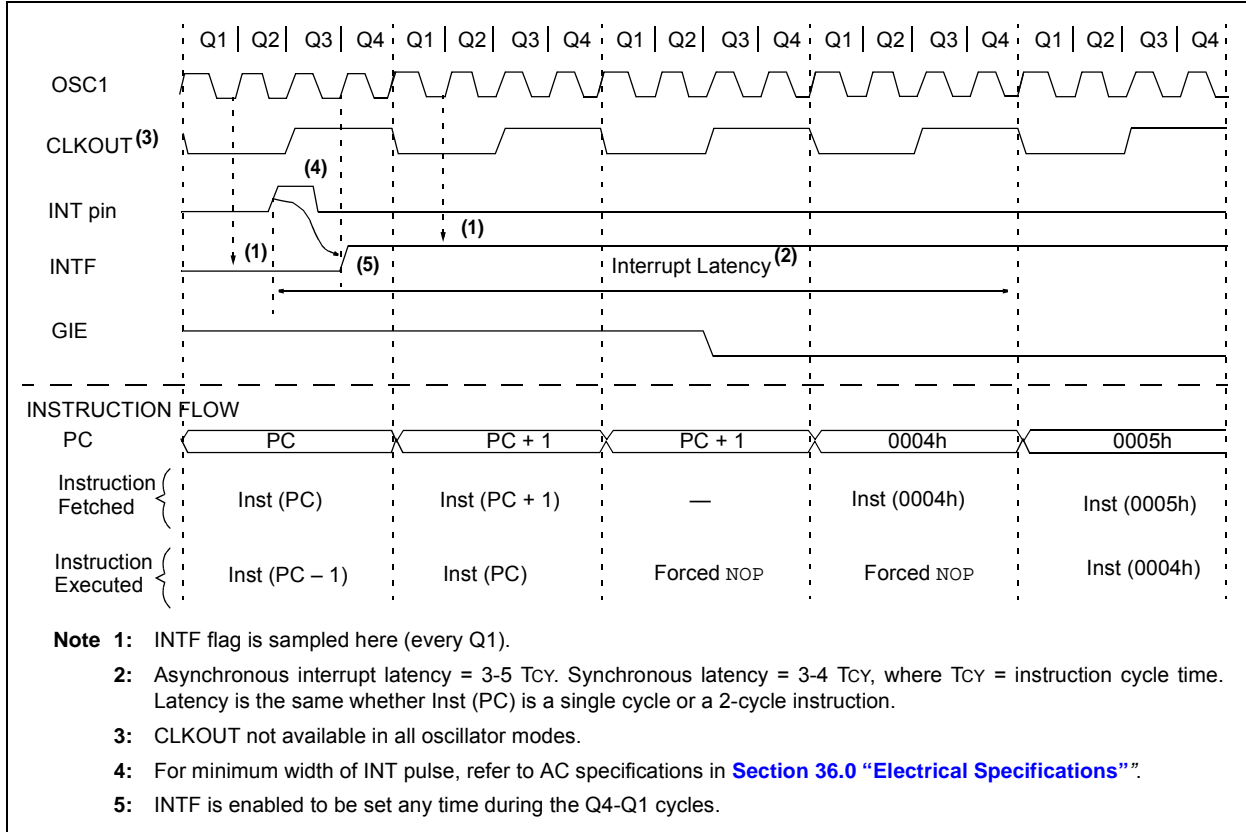 Q1 Q2 Q3 Q4 Q1 Q2 Q3 Q4 Q1 Q2 Q3 Q4 Q1 Q2 Q3 Q4 Q1 Q2 Q3 Q4
OSC1
CLKOUT (3)
(4)
INT pin
(1)
(1)
INTF
(5)
Interrupt Latency (2)
GIE
INSTRUCTION FLOW
PC
PC
PC + 1
PC + 1
0004h
0005h
Instruction
Fetched
Inst (PC)
Inst (PC + 1)
—
Inst (0004h)
Inst (0005h)
Instruction
Executed
Inst (PC – 1)
Inst (PC)
Forced NOP
Forced NOP
Inst (0004h)
Note 1: INTF flag is sampled here (every Q1).
2: Asynchronous interrupt latency = 3-5 TCY. Synchronous latency = 3-4 TCY, where TCY = instruction cycle time.
Latency is the same whether Inst (PC) is a single cycle or a 2-cycle instruction.
3: CLKOUT not available in all oscillator modes.
4: For minimum width of INT pulse, refer to AC specifications in Section 36.0 “Electrical Specifications””.
5: INTF is enabled to be set any time during the Q4-Q1 cycles.